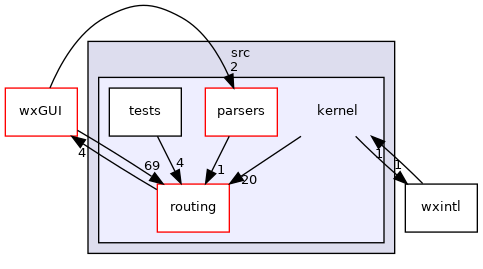 src
2
wxGUI
tests
parsers
kernel
4
69
4
1
20
1
1
routing
wxintl